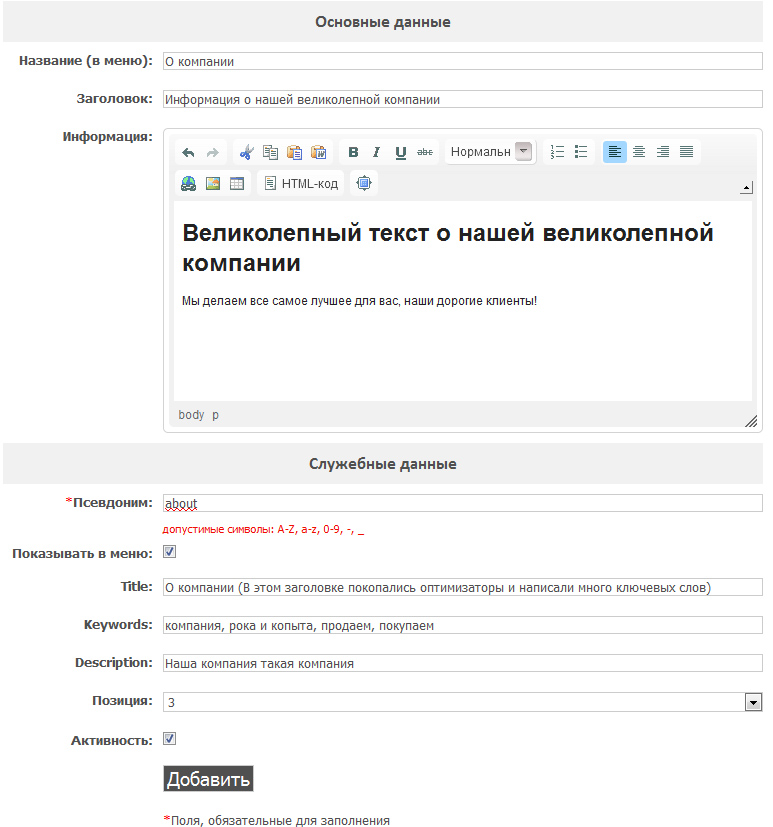 Основные данные
Название (в меню): О компании
Заголовок: Информация о нашей великолепной компании
Информация:
B I U abc Нормальн
HTML-код
Великолепный текст о нашей великолепной
компании
Мы делаем все самое лучшее для вас, наши дорогие клиенты!
body p
Служебные данные
*Псевдоним: about
допустимые символы: A-Z, a-z, 0-9, -, _
Показывать в меню:
Title: О компании (В этом заголовке покопались оптимизаторы и написали много ключевых слов)
Keywords: компания, рока и копыта, продаем, покупаем
Description: Наша компания такая компания
Позиция: 3
Активность:
Добавить
*Поля, обязательные для заполнения